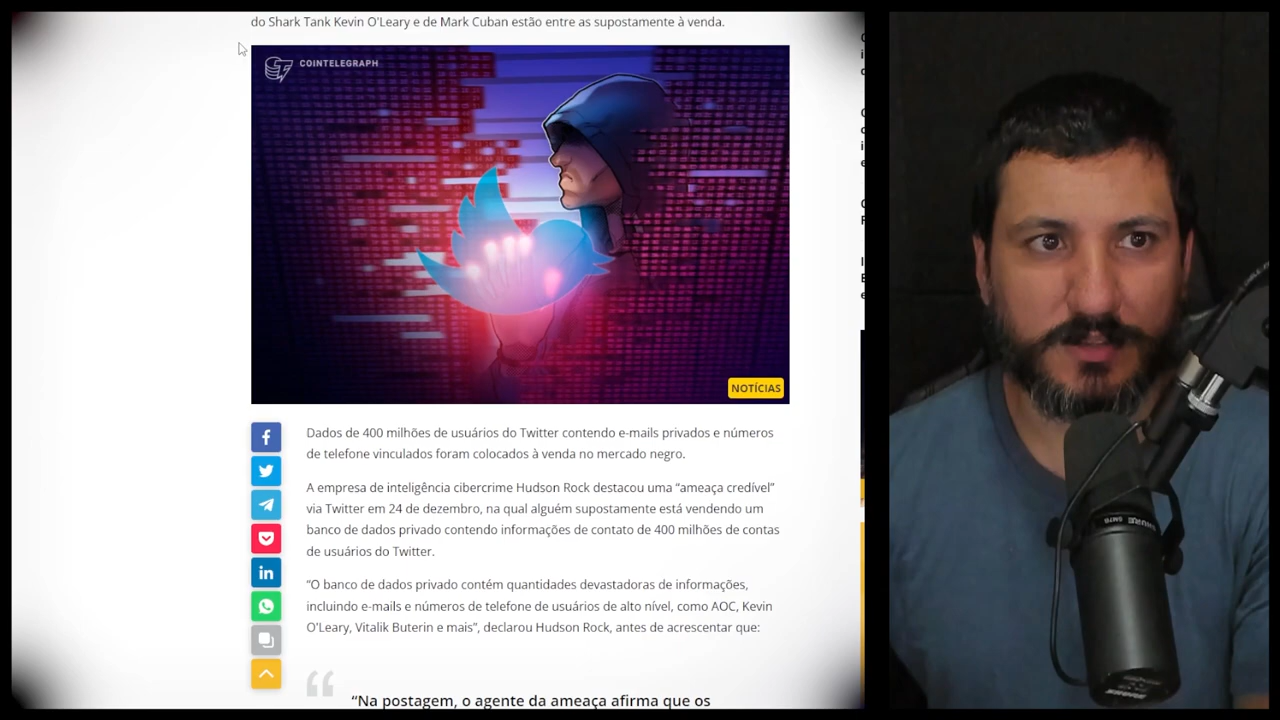 do Shark Tank Kevin O'Leary e de Mark Cuban estão entre as supostamente à venda.
COINTELEGRAPH
NOTÍCIAS
Dados de 400 milhões de usuários do Twitter contendo e-mails privados e números
de telefone vinculados foram colocados à venda no mercado negro.
A empresa de inteligência cibercrime Hudson Rock destacou uma “ameaça credível”
via Twitter em 24 de dezembro, na qual alguém supostamente está vendendo um
banco de dados privado contendo informações de contato de 400 milhões de contas
de usuários do Twitter.
“O banco de dados privado contém quantidades devastadoras de informações,
incluindo e-mails e números de telefone de usuários de alto nível, como AOC, Kevin
O'Leary, Vitalik Buterin e mais”, declarou Hudson Rock, antes de acrescentar que:
“Na postagem, o agente da ameaça afirma que os